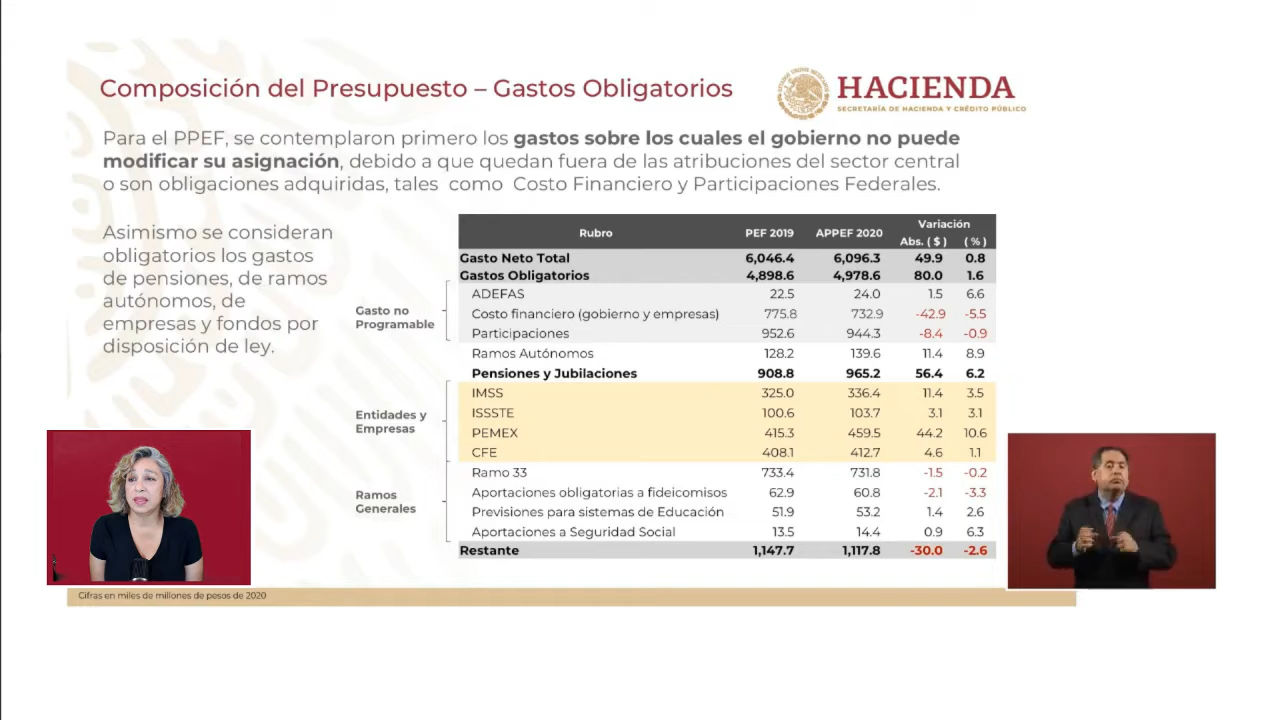 Composición del Presupuesto – Gastos Obligatorios
HACIENDA
SECRETARÍA DE HACIENDA Y CRÉDITO PÚBLICO
Para el PPEF, se contemplaron primero los gastos sobre los cuales el gobierno no puede
modificar su asignación, debido a que quedan fuera de las atribuciones del sector central
o son obligaciones adquiridas, tales como Costo Financiero y Participaciones Federales.
Asimismo se consideran
obligatorios los gastos
de pensiones, de ramos
autónomos, de
empresas y fondos por
disposición de ley.
Rubro PEF 2019 APPEF 2020 Variación
Abs. ( $ ) ( % )
Gasto Neto Total 6,046.4 6,096.3 49.9 0.8
Gastos Obligatorios 4,898.6 4,978.6 80.0 1.6
Gasto no
Programable
ADEFAS 22.5 24.0 1.5 6.6
Costo financiero (gobierno y empresas) 775.8 732.9 -42.9 -5.5
Participaciones 952.6 944.3 -8.4 -0.9
Ramos Autónomos 128.2 139.6 11.4 8.9
Pensiones y Jubilaciones 908.8 965.2 56.4 6.2
Entidades y
Empresas
IMSS 325.0 336.4 11.4 3.5
ISSSTE 100.6 103.7 3.1 3.1
PEMEX 415.3 459.5 44.2 10.6
CFE 408.1 412.7 4.6 1.1
Ramos
Generales
Ramo 33 733.4 731.8 -1.5 -0.2
Aportaciones obligatorias a fideicomisos 62.9 60.8 -2.1 -3.3
Previsiones para sistemas de Educación 51.9 53.2 1.4 2.6
Aportaciones a Seguridad Social 13.5 14.4 0.9 6.3
Restante 1,147.7 1,117.8 -30.0 -2.6
Cifras en miles de millones de pesos de 2020